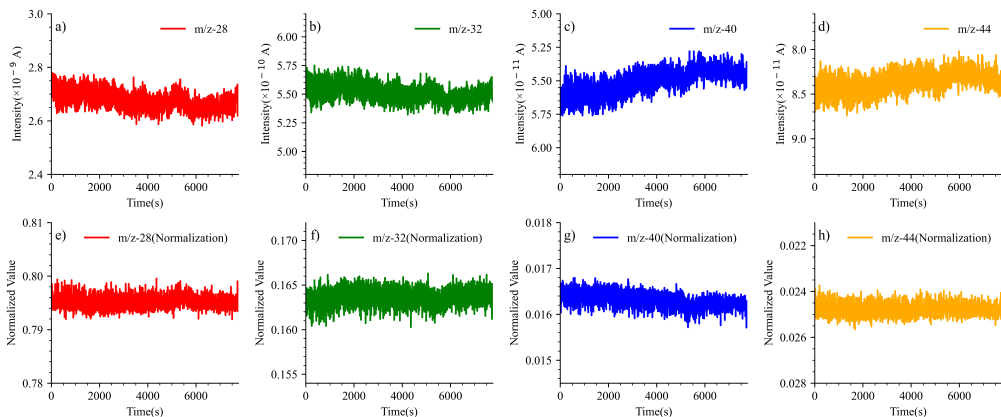 a) m/z-28
Intensity(×10⁻⁹ A)
3.0
2.8
2.6
2.4
0 2000 4000 6000
Time(s)
b) m/z-32
Intensity(×10⁻¹⁰ A)
6.00
5.75
5.50
5.25
5.00
0 2000 4000 6000
Time(s)
c) m/z-40
Intensity(×10⁻¹¹ A)
5.00
5.25
5.50
5.75
6.00
0 2000 4000 6000
Time(s)
d) m/z-44
Intensity(×10⁻¹¹ A)
8.0
8.5
9.0
0 2000 4000 6000
Time(s)
e) m/z-28(Normalization)
Normalized Value
0.81
0.80
0.79
0.78
0 2000 4000 6000
Time(s)
f) m/z-32(Normalization)
Normalized Value
0.170
0.165
0.160
0.155
0 2000 4000 6000
Time(s)
g) m/z-40(Normalization)
Normalized Value
0.018
0.017
0.016
0.015
0 2000 4000 6000
Time(s)
h) m/z-44(Normalization)
Normalized Value
0.022
0.024
0.026
0.028
0 2000 4000 6000
Time(s)